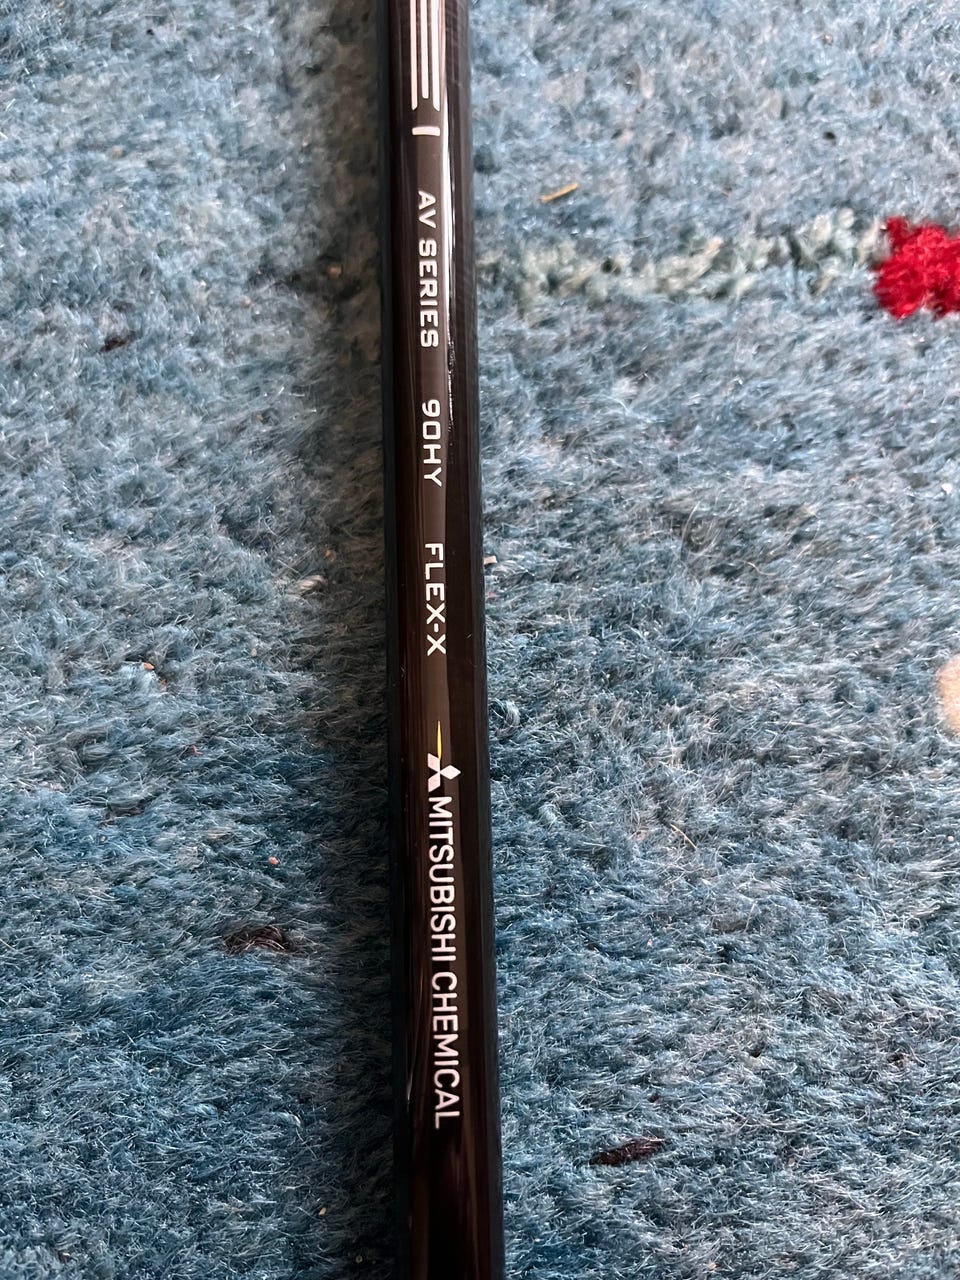 AV SERIES 90HY FLEX-X MITSUBISHI CHEMICAL